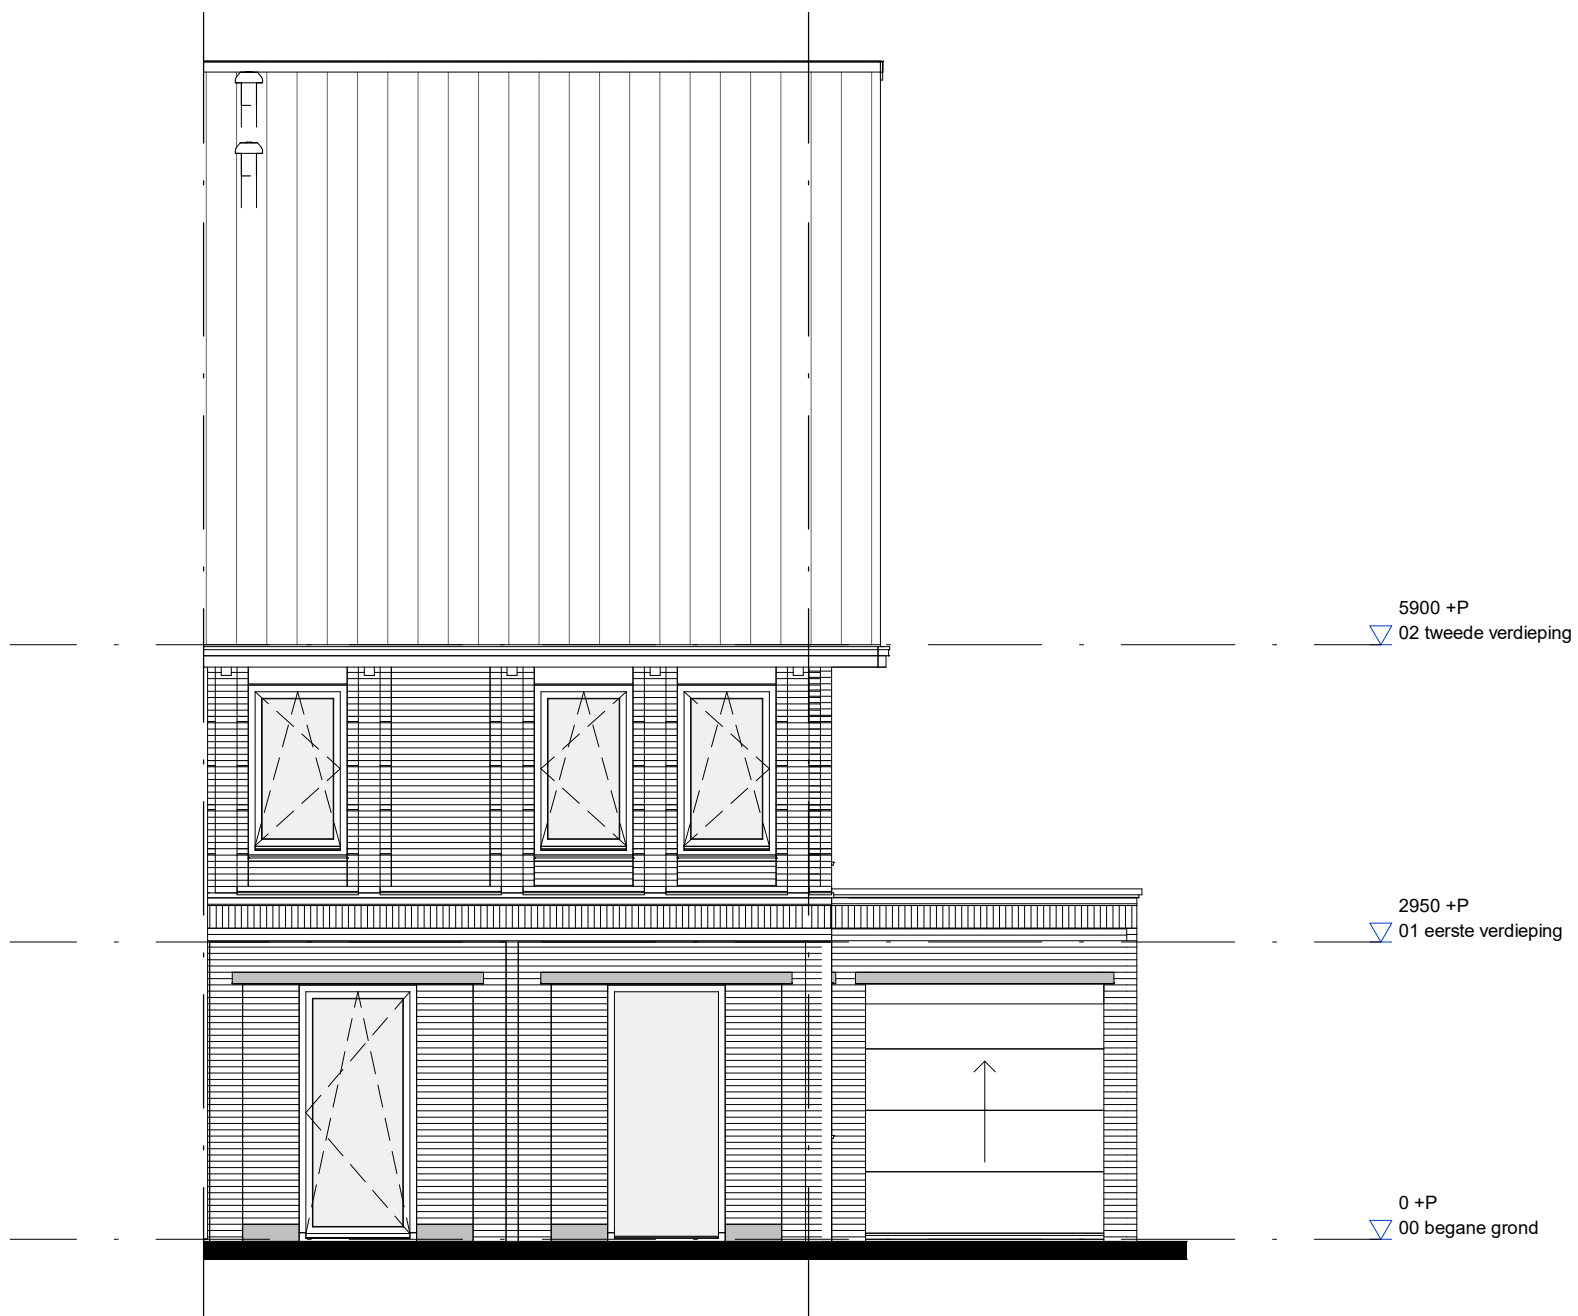 5900 +P
02 tweede verdieping
2950 +P
01 eerste verdieping
0 +P
00 begane grond